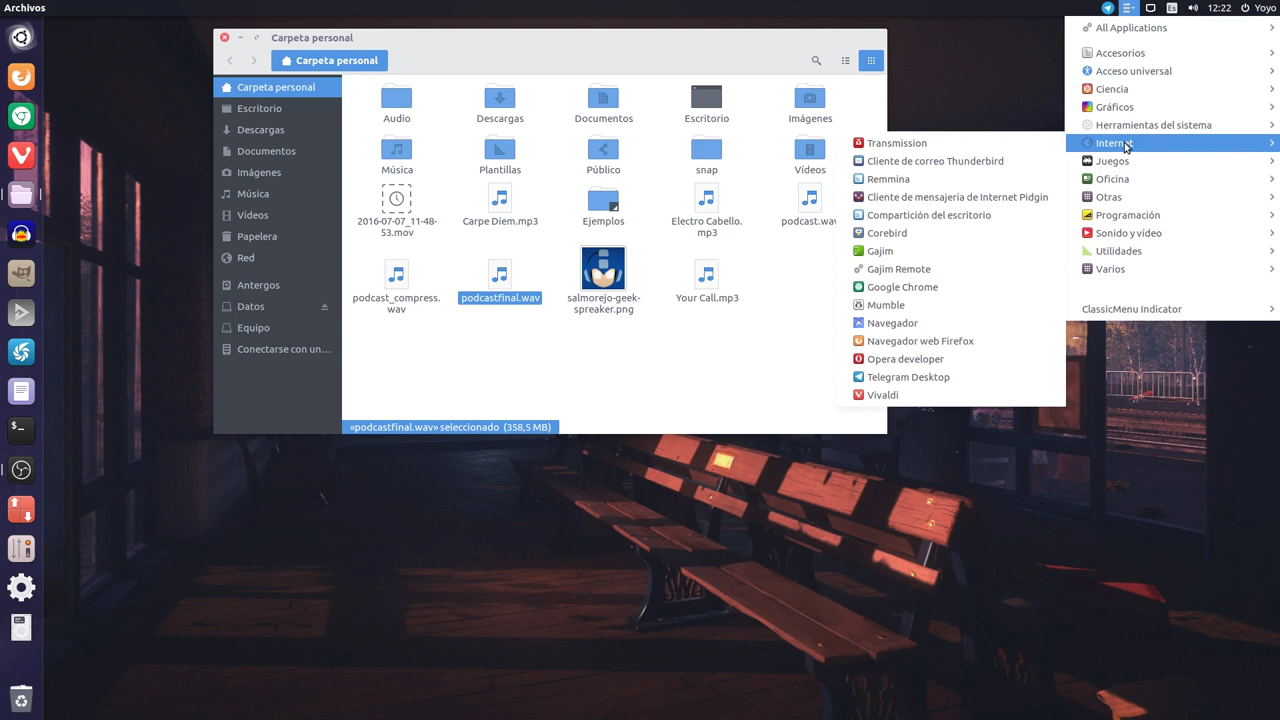 Archivos
Es
12:22
Yoyo
Carpeta personal
Carpeta personal
Carpeta personal
Escritorio
Descargas
Documentos
Imágenes
Música
Vídeos
Papelera
Red
Antergos
Datos
Equipo
Conectarse con un...
Audio
Descargas
Documentos
Escritorio
Imágenes
Música
Plantillas
Público
snap
Vídeos
2016-07-07_11-48-
53.mov
Carpe Diem.mp3
Ejemplos
Electro Cabello.
mp3
podcast.wav
podcast_compress.
wav
podcastfinal.wav
salmorejo-geek-
spreaker.png
Your Call.mp3
«podcastfinal.wav» seleccionado (358,5 MB)
Transmission
Cliente de correo Thunderbird
Remmina
Cliente de mensajería de Internet Pidgin
Compartición del escritorio
Corebird
Gajim
Gajim Remote
Google Chrome
Mumble
Navegador
Navegador web Firefox
Opera developer
Telegram Desktop
Vivaldi
All Applications
Accesorios
Acceso universal
Ciencia
Gráficos
Herramientas del sistema
Internet
Juegos
Oficina
Otras
Programación
Sonido y vídeo
Utilidades
Varios
ClassicMenu Indicator